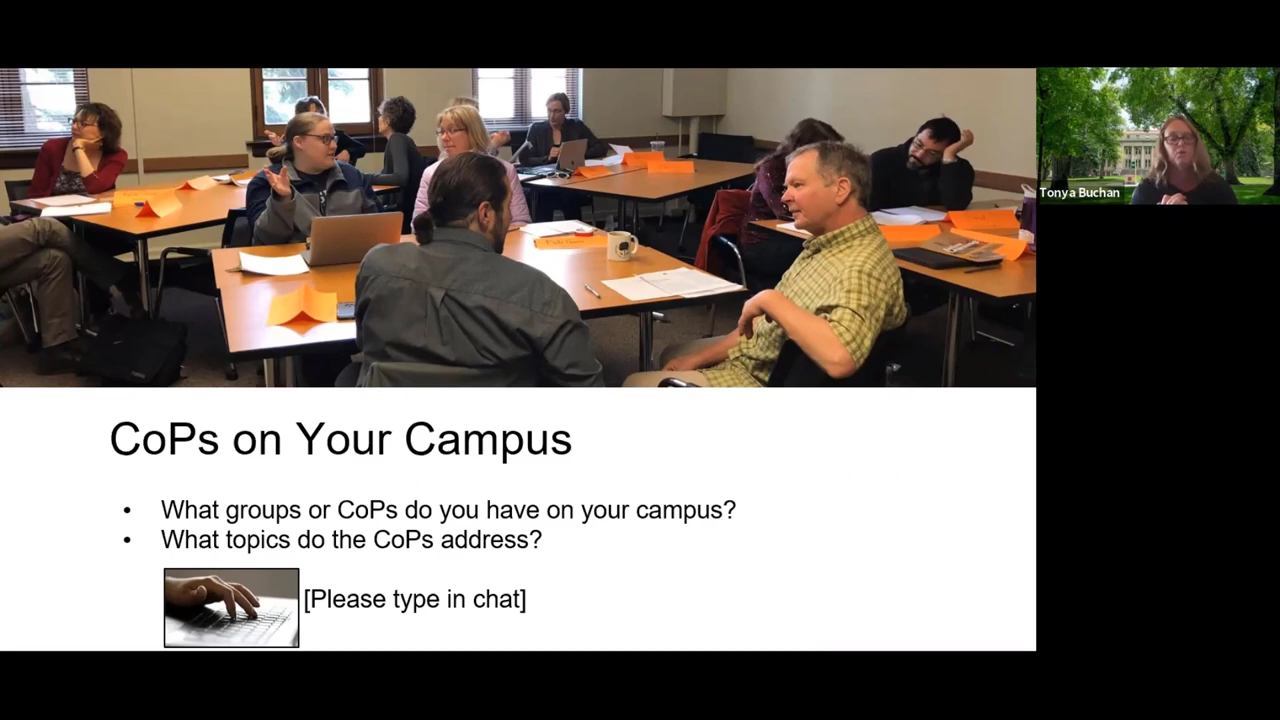 Tonya Buchan
CoPs on Your Campus
• What groups or CoPs do you have on your campus?
• What topics do the CoPs address?
[Please type in chat]